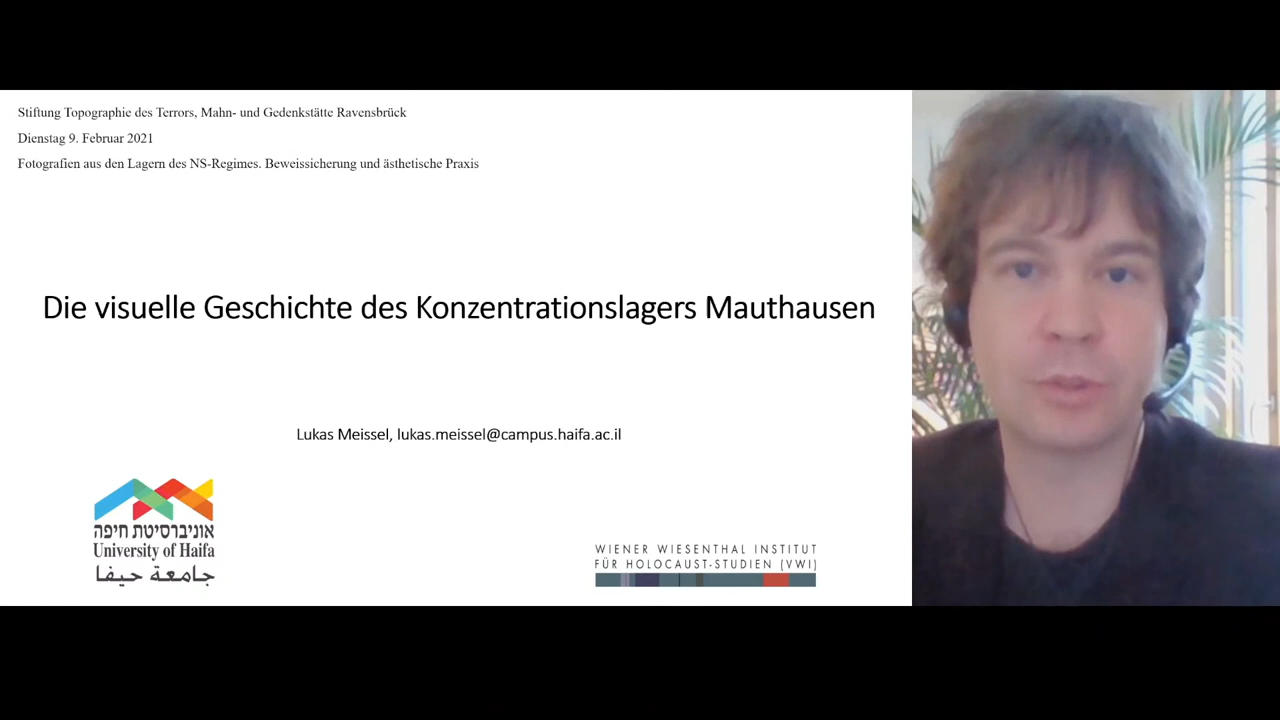 Stiftung Topographie des Terrors, Mahn- und Gedenkstätte Ravensbrück
Dienstag 9. Februar 2021
Fotografien aus den Lagern des NS-Regimes. Beweissicherung und ästhetische Praxis
Die visuelle Geschichte des Konzentrationslagers Mauthausen
Lukas Meissel, lukas.meissel@campus.haifa.ac.il
אוניברסיטת חיפה
University of Haifa
جامعة حيفا
WIENER WIESENTHAL INSTITUT
FÜR HOLOCAUST-STUDIEN (VWI)